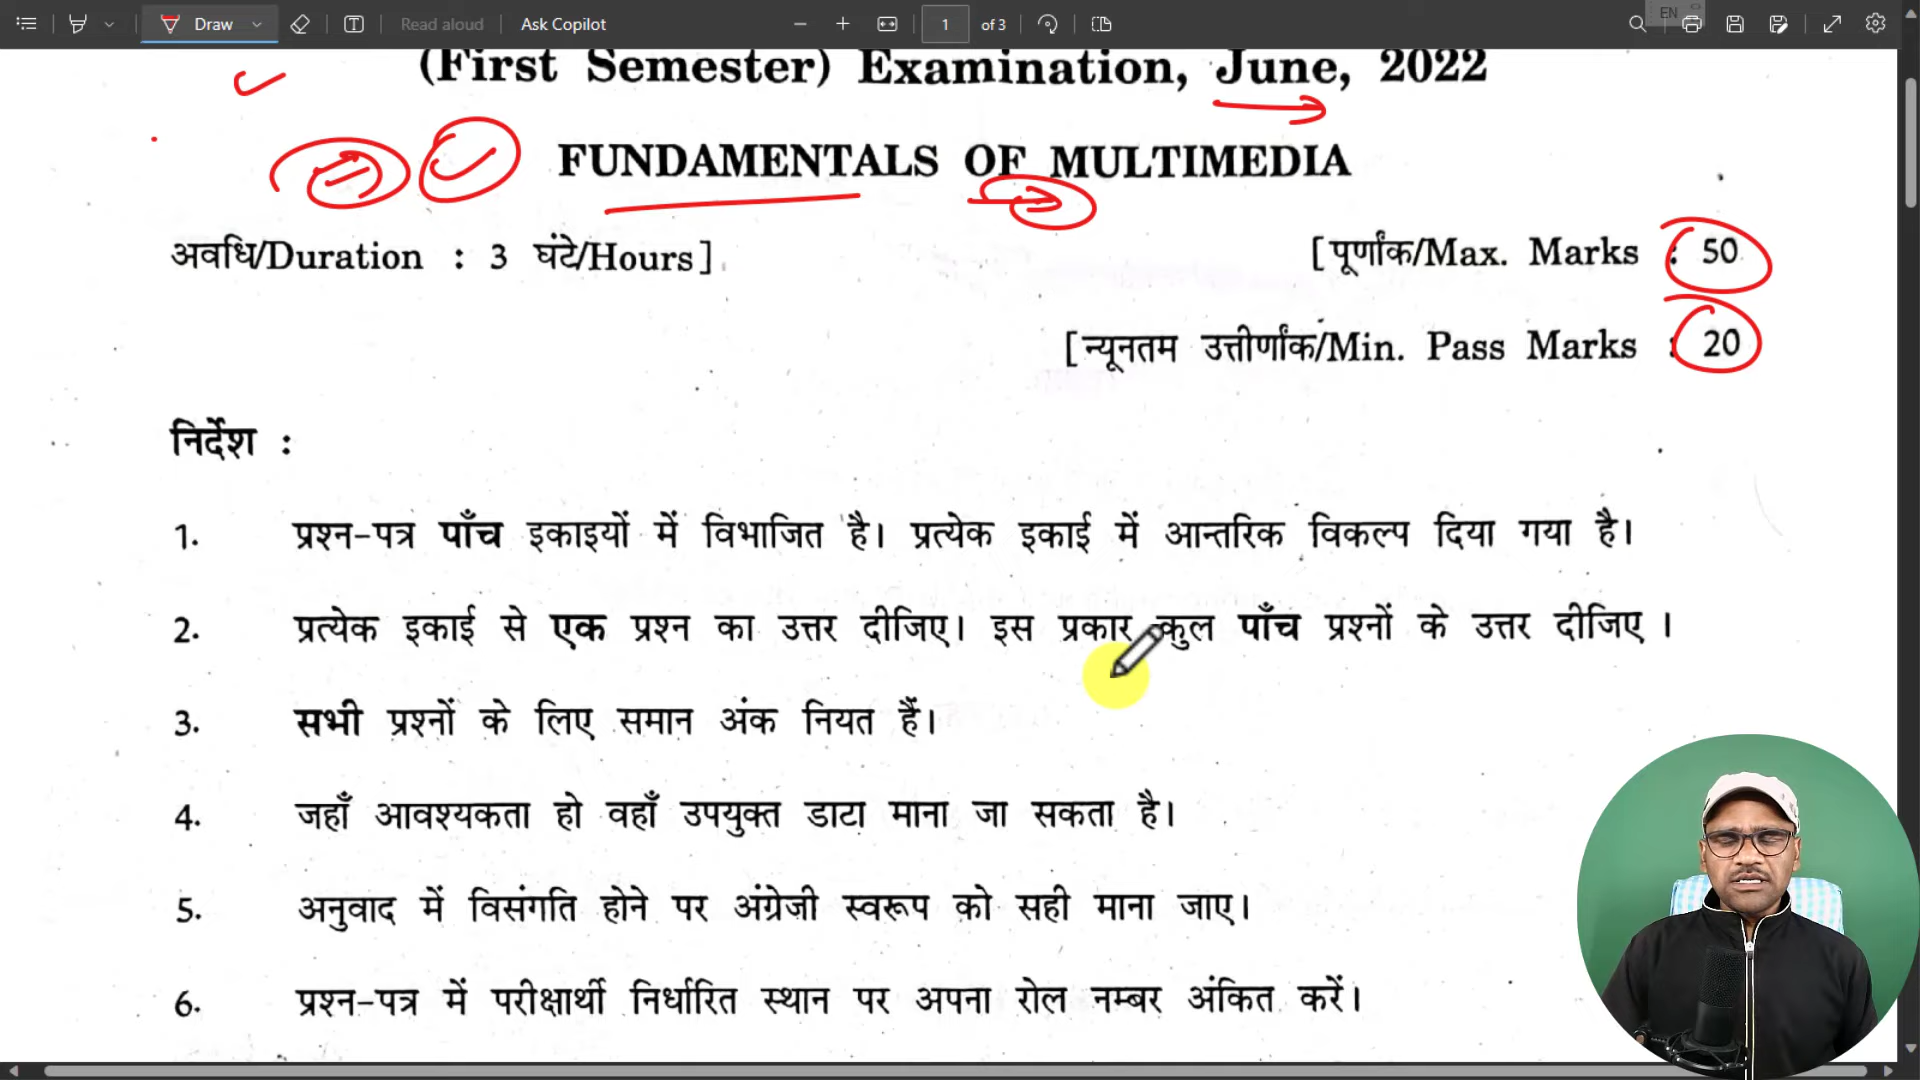 Draw
Read aloud
Ask Copilot
1
of 3
EN
(First Semester) Examination, June, 2022
FUNDAMENTALS OF MULTIMEDIA
अवधि/Duration : 3 घंटे/Hours]
[पूर्णांक/Max. Marks : 50
[न्यूनतम उत्तीर्णांक/Min. Pass Marks : 20
निर्देश :
1. प्रश्न-पत्र पाँच इकाइयों में विभाजित है। प्रत्येक इकाई में आन्तरिक विकल्प दिया गया है।
2. प्रत्येक इकाई से एक प्रश्न का उत्तर दीजिए। इस प्रकार कुल पाँच प्रश्नों के उत्तर दीजिए ।
3. सभी प्रश्नों के लिए समान अंक नियत हैं।
4. जहाँ आवश्यकता हो वहाँ उपयुक्त डाटा माना जा सकता है।
5. अनुवाद में विसंगति होने पर अंग्रेजी स्वरूप को सही माना जाए।
6. प्रश्न-पत्र में परीक्षार्थी निर्धारित स्थान पर अपना रोल नम्बर अंकित करें।